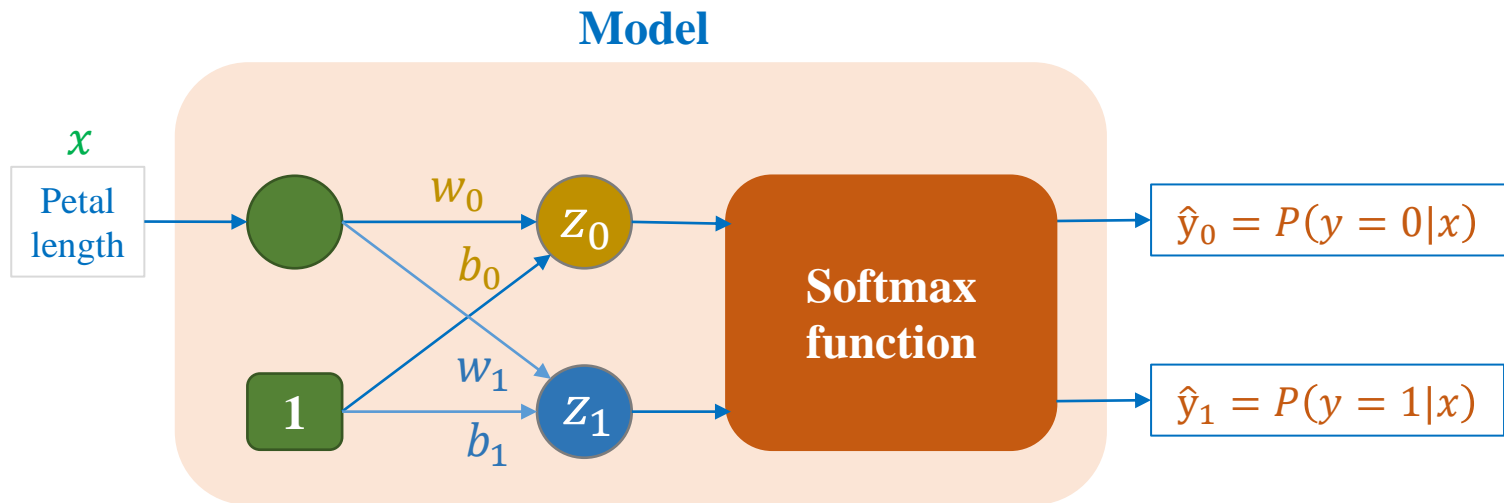 Model
x
Petal
length
w₀
z₀
b₀
w₁
1
z₁
b₁
Softmax
function
ŷ₀ = P(y = 0|x)
ŷ₁ = P(y = 1|x)